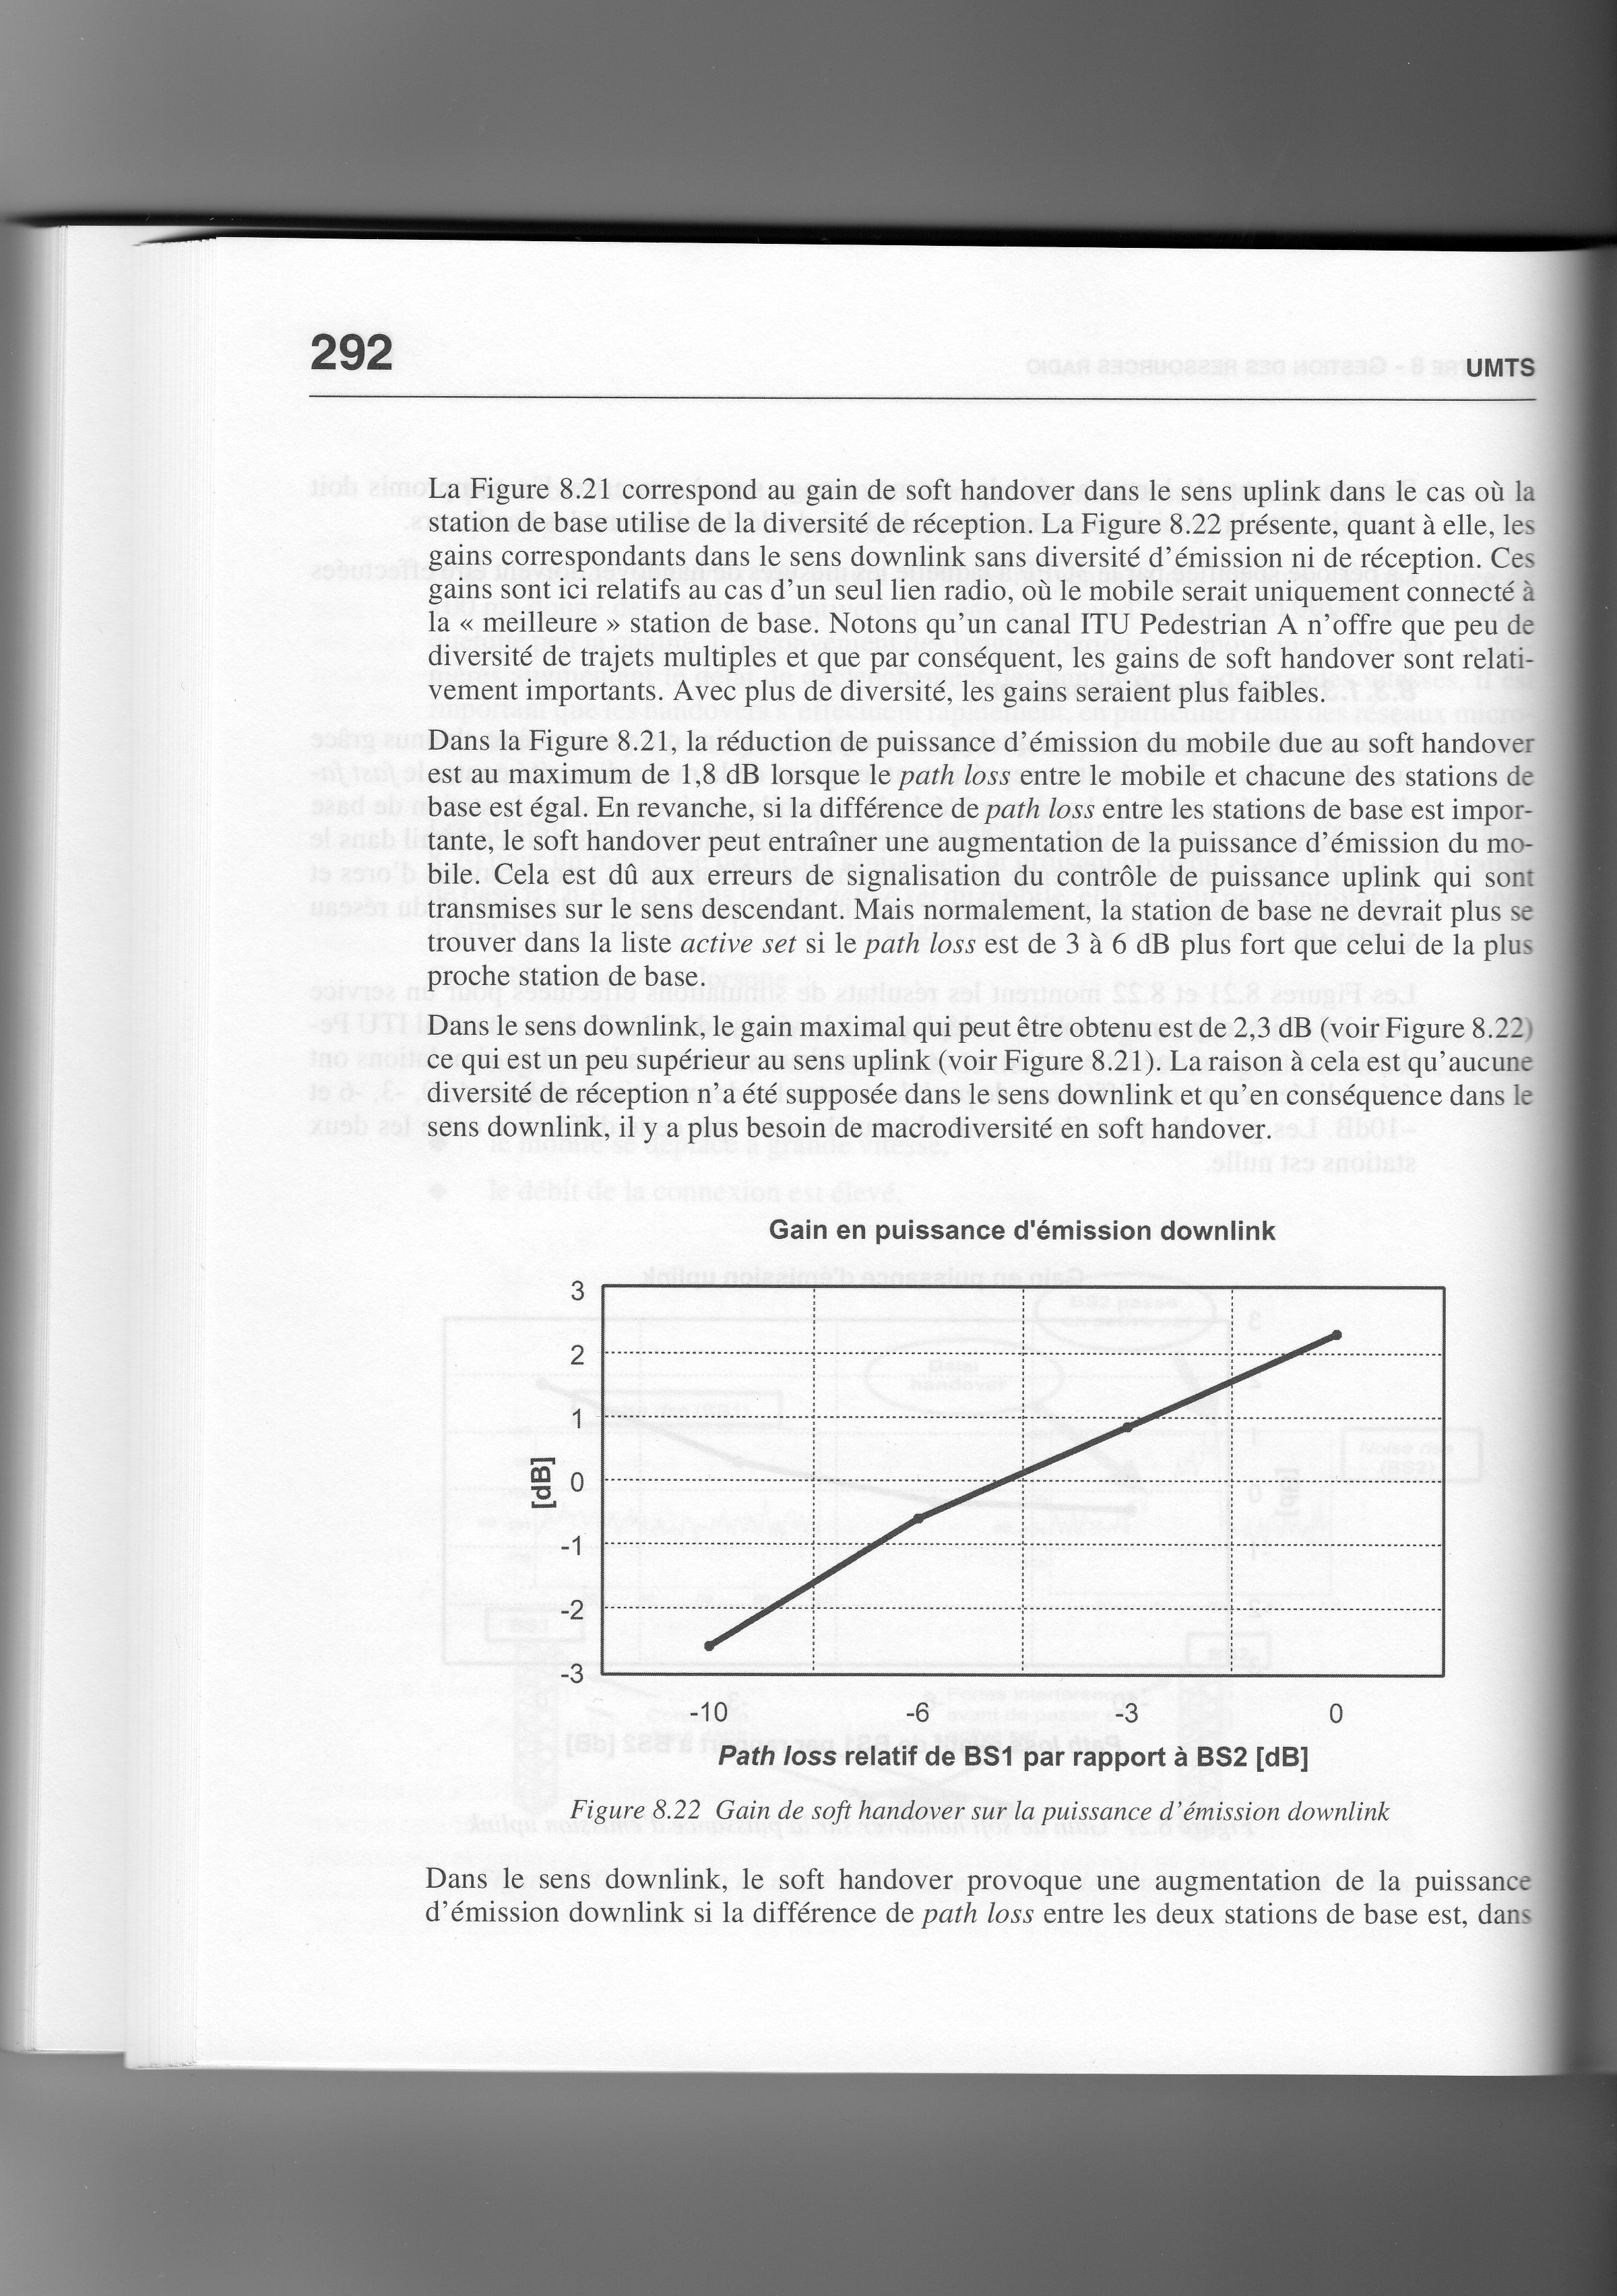 292
UMTS
La Figure 8.21 correspond au gain de soft handover dans le sens uplink dans le cas où la
station de base utilise de la diversité de réception. La Figure 8.22 présente, quant à elle, les
gains correspondants dans le sens downlink sans diversité d'émission ni de réception. Ces
gains sont ici relatifs au cas d'un seul lien radio, où le mobile serait uniquement connecté à
la « meilleure » station de base. Notons qu'un canal ITU Pedestrian A n'offre que peu de
diversité de trajets multiples et que par conséquent, les gains de soft handover sont relati-
vement importants. Avec plus de diversité, les gains seraient plus faibles.
Dans la Figure 8.21, la réduction de puissance d'émission du mobile due au soft handover
est au maximum de 1,8 dB lorsque le path loss entre le mobile et chacune des stations de
base est égal. En revanche, si la différence de path loss entre les stations de base est impor-
tante, le soft handover peut entraîner une augmentation de la puissance d'émission du mo-
bile. Cela est dû aux erreurs de signalisation du contrôle de puissance uplink qui sont
transmises sur le sens descendant. Mais normalement, la station de base ne devrait plus se
trouver dans la liste active set si le path loss est de 3 à 6 dB plus fort que celui de la plus
proche station de base.
Dans le sens downlink, le gain maximal qui peut être obtenu est de 2,3 dB (voir Figure 8.22)
ce qui est un peu supérieur au sens uplink (voir Figure 8.21). La raison à cela est qu'aucune
diversité de réception n'a été supposée dans le sens downlink et qu'en conséquence dans le
sens downlink, il y a plus besoin de macrodiversité en soft handover.
Gain en puissance d'émission downlink
3
2
1
0
-1
-2
-3
[dB]
-10 -6 -3 0
Path loss relatif de BS1 par rapport à BS2 [dB]
Figure 8.22 Gain de soft handover sur la puissance d'émission downlink
Dans le sens downlink, le soft handover provoque une augmentation de la puissance
d'émission downlink si la différence de path loss entre les deux stations de base est, dans